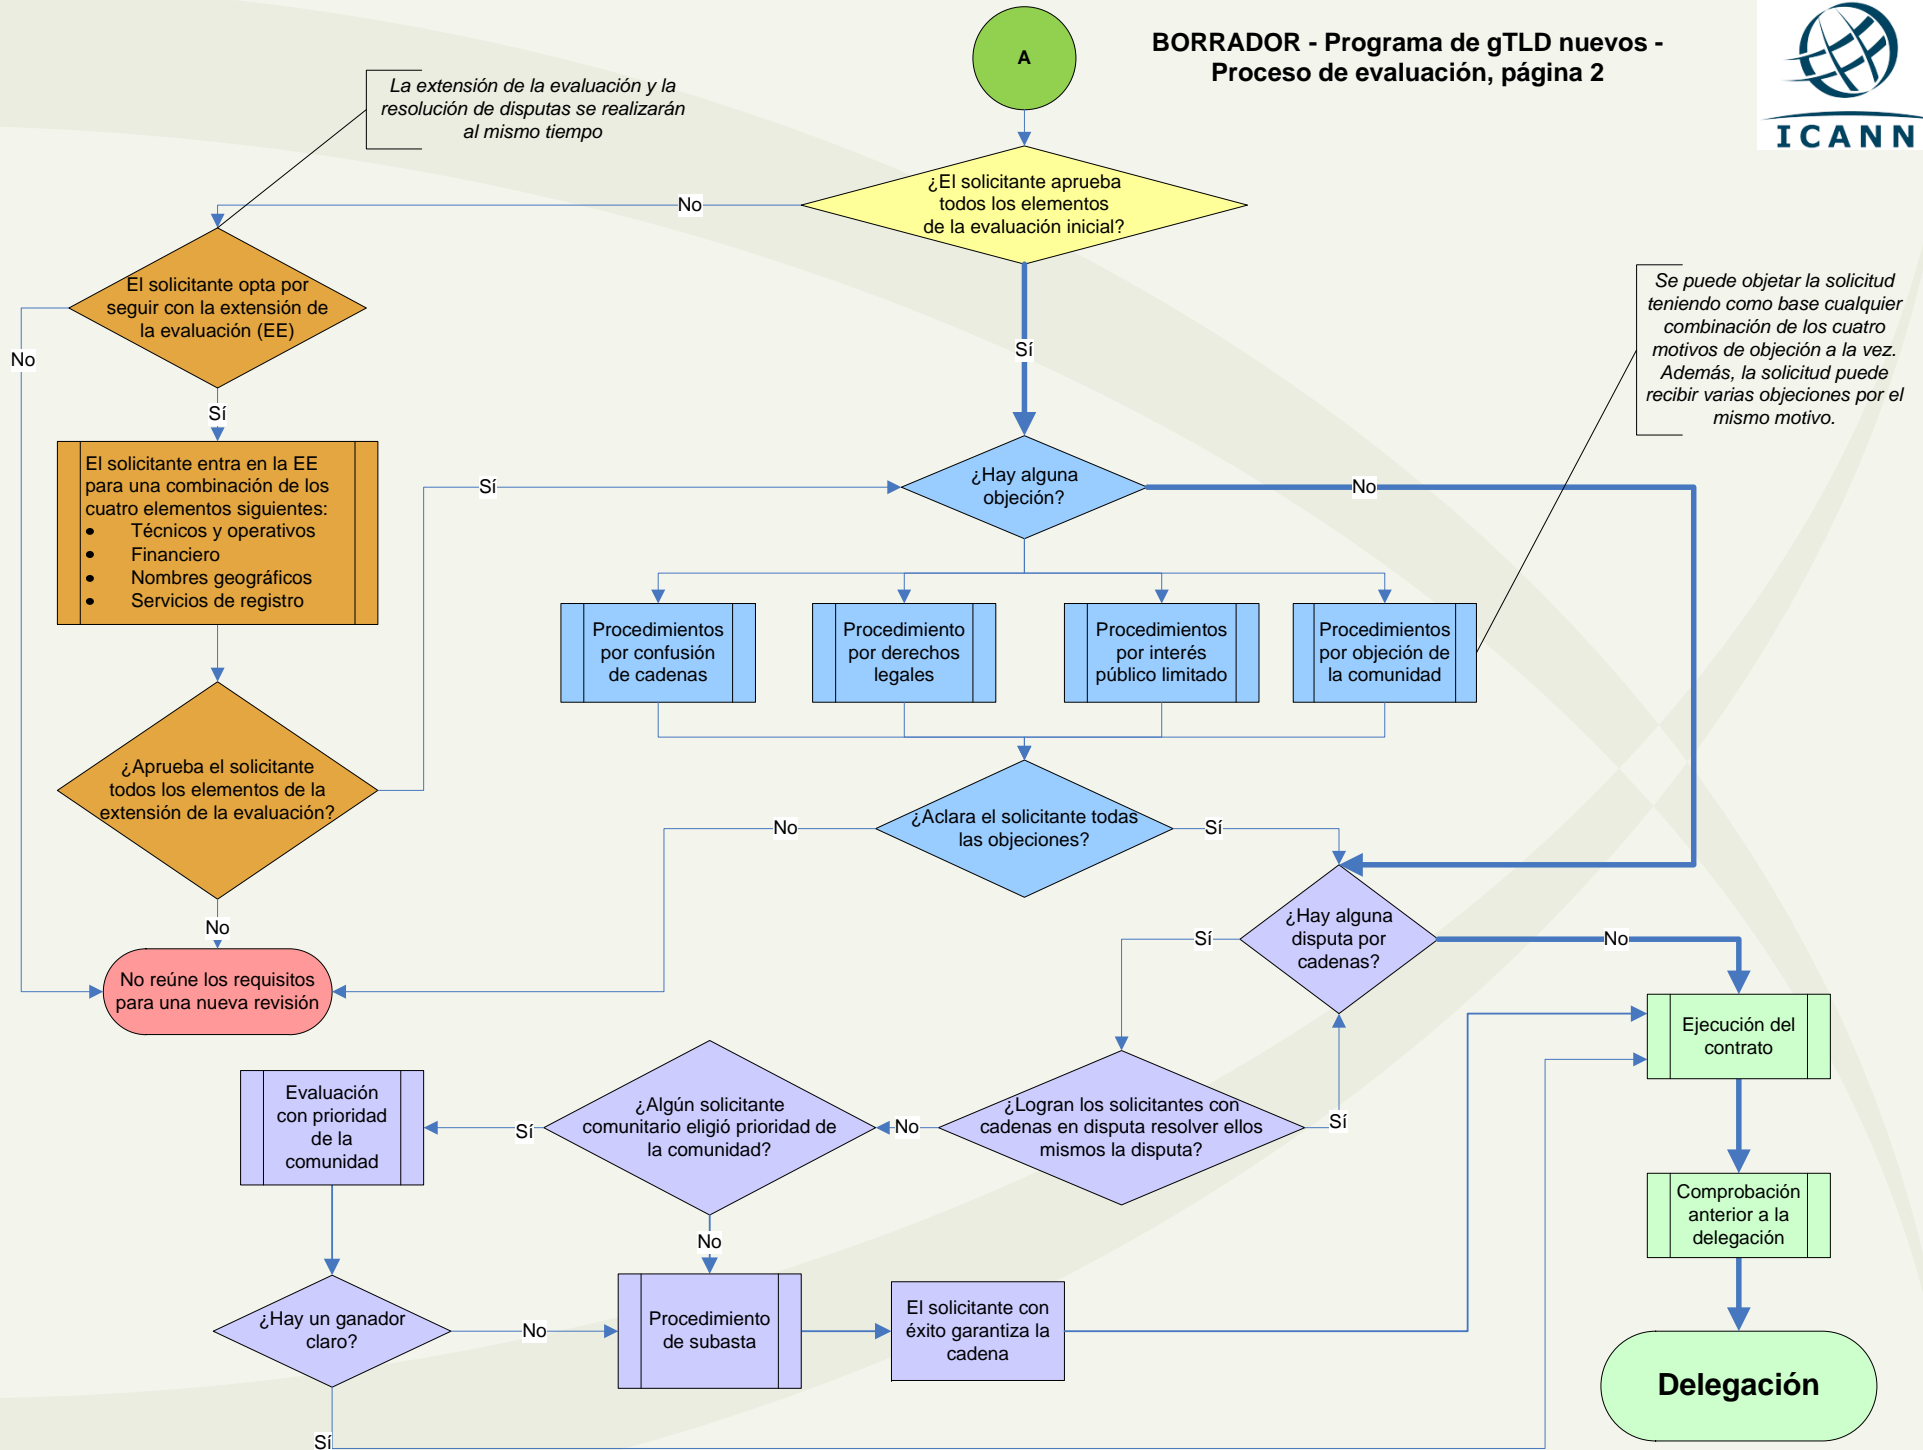 A
BORRADOR - Programa de gTLD nuevos -
Proceso de evaluación, página 2
ICANN
La extensión de la evaluación y la
resolución de disputas se realizarán
al mismo tiempo
¿El solicitante aprueba
todos los elementos
de la evaluación inicial?
No
Sí
El solicitante opta por
seguir con la extensión de
la evaluación (EE)
No
Sí
Se puede objetar la solicitud
teniendo como base cualquier
combinación de los cuatro
motivos de objeción a la vez.
Además, la solicitud puede
recibir varias objeciones por el
mismo motivo.
El solicitante entra en la EE
para una combinación de los
cuatro elementos siguientes:
• Técnicos y operativos
• Financiero
• Nombres geográficos
• Servicios de registro
Sí
¿Hay alguna
objeción?
No
Procedimientos
por confusión
de cadenas
Procedimiento
por derechos
legales
Procedimientos
por interés
público limitado
Procedimientos
por objeción de
la comunidad
¿Aprueba el solicitante
todos los elementos de la
extensión de la evaluación?
No
¿Aclara el solicitante todas
las objeciones?
No
Sí
No reúne los requisitos
para una nueva revisión
¿Hay alguna
disputa por
cadenas?
Sí
No
Ejecución del
contrato
Evaluación
con prioridad
de la
comunidad
Sí
¿Algún solicitante
comunitario eligió prioridad de
la comunidad?
No
¿Logran los solicitantes con
cadenas en disputa resolver ellos
mismos la disputa?
Sí
No
Comprobación
anterior a la
delegación
¿Hay un ganador
claro?
No
Procedimiento
de subasta
El solicitante con
éxito garantiza la
cadena
Delegación
Sí